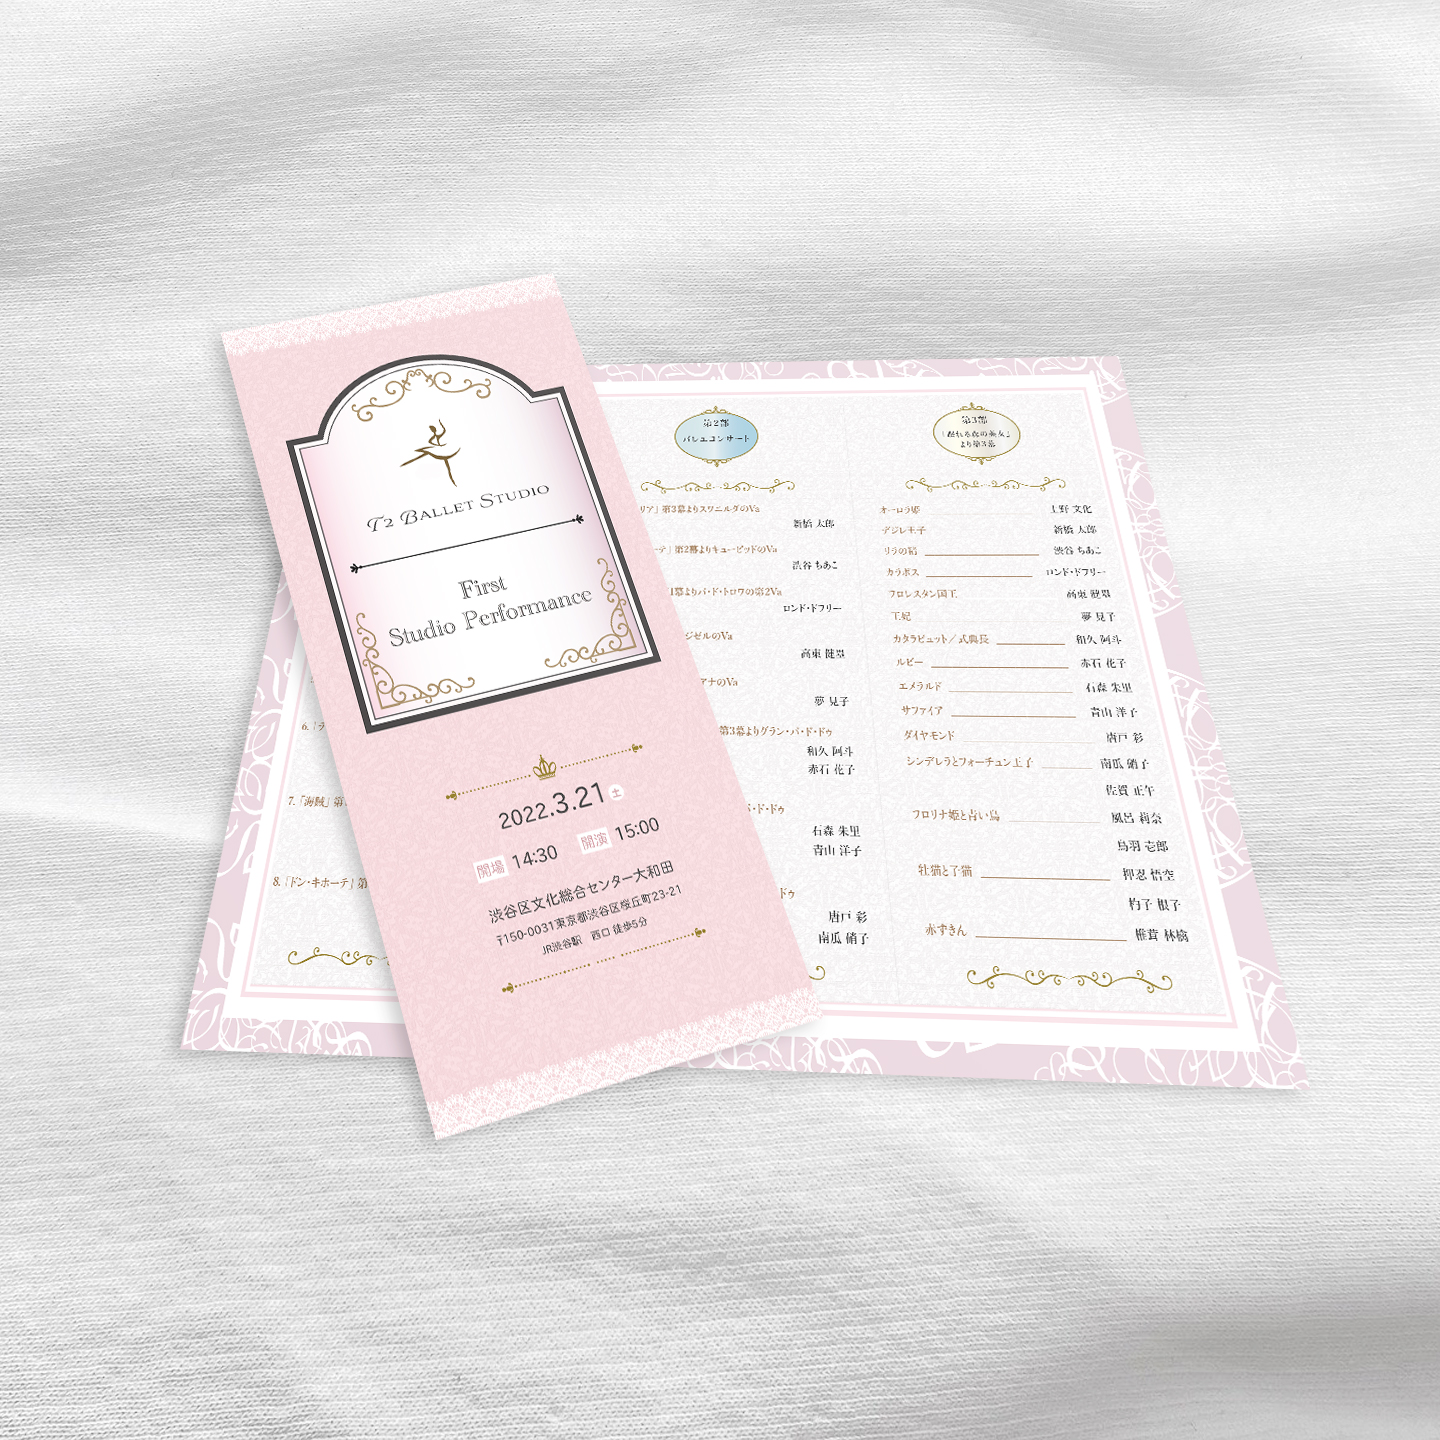 T2 BALLET STUDIO
First
Studio Performance
2022.3.21 土
開場 14:30 開演 15:00
渋谷区文化総合センター大和田
〒150-0031東京都渋谷区桜丘町23-21
JR渋谷駅 西口 徒歩5分
7.「海賊」第
8.「ドン・キホーテ」第
第2部
バレエコンサート
リア」第3幕よりスワニルダのVa
新橋 太郎
ーテ」第2幕よりキューピッドのVa
渋谷 ちあこ
1幕よりパ・ド・トロワの第2Va
ロンド・ドフリー
ジゼルのVa
高東 健塁
アナのVa
夢 見子
第3幕よりグラン・パ・ド・ドゥ
和久 阿斗
赤石 花子
パ・ド・ドゥ
石森 朱里
青山 洋子
ドゥ
唐戸 彩
南瓜 硝子
第3部
「眠れる森の美女」
より第3幕
オーロラ姫 上野 文化
デジレ王子 新橋 太郎
リラの精 渋谷 ちあこ
カラボス ロンド・ドフリー
フロレスタン国王 高東 健塁
王妃 夢 見子
カタラビュット／式典長 和久 阿斗
ルビー 赤石 花子
エメラルド 石森 朱里
サファイア 青山 洋子
ダイヤモンド 唐戸 彩
シンデレラとフォーチュン王子 南瓜 硝子
佐賀 正午
フロリナ姫と青い鳥 風呂 莉奈
鳥羽 壱郎
牡猫と子猫 押忍 悟空
杓子 根子
赤ずきん 椎茸 林檎